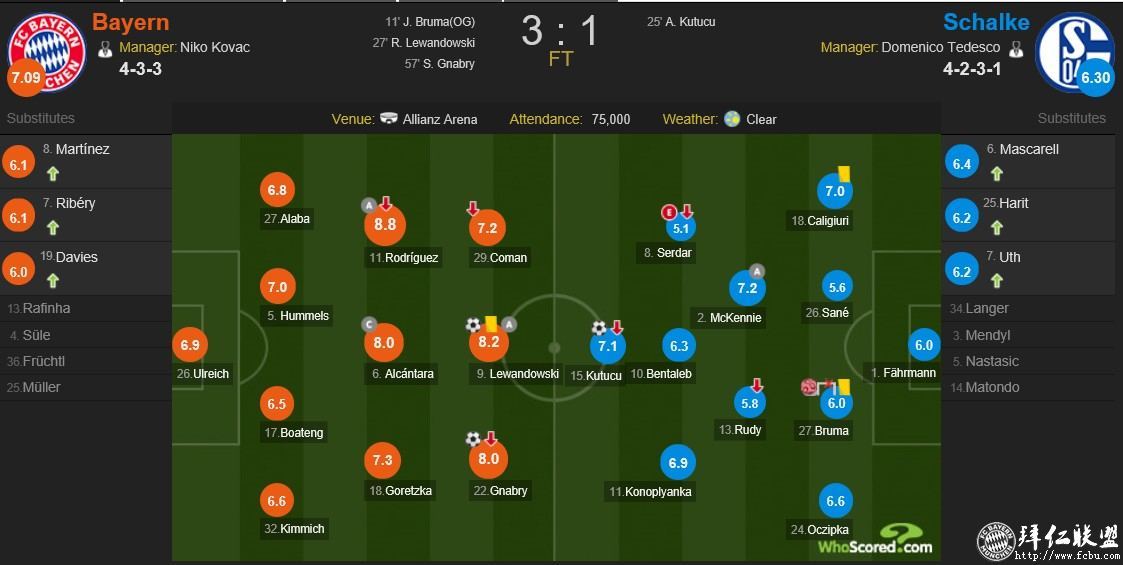 Bayern
Manager: Niko Kovac
4-3-3
7.09
FC BAYERN
MÜNCHEN
11' J. Bruma(OG)
27' R. Lewandowski
57' S. Gnabry
3 : 1
FT
25' A. Kutucu
Schalke
Manager: Domenico Tedesco
4-2-3-1
6.30
Substitutes
Venue: Allianz Arena Attendance: 75,000 Weather: Clear
Substitutes
6.1 8. Martínez
6.1 7. Ribéry
6.0 19. Davies
13. Rafinha
4. Süle
36. Früchtl
25. Müller
6.9
26. Ulreich
6.8
27. Alaba
7.0
5. Hummels
6.5
17. Boateng
6.6
32. Kimmich
A
8.8
11. Rodríguez
C
8.0
6. Alcántara
7.3
18. Goretzka
7.2
29. Coman
A
8.2
9. Lewandowski
8.0
22. Gnabry
7.1
15. Kutucu
E
5.1
8. Serdar
6.3
10. Bentaleb
6.9
11. Konoplyanka
A
7.2
2. McKennie
5.8
13. Rudy
7.0
18. Caligiuri
5.6
26. Sané
6.0
27. Bruma
6.6
24. Oczipka
6.0
1. Fährmann
6.4 6. Mascarell
6.2 25. Harit
6.2 7. Uth
34. Langer
3. Mendyl
5. Nastasic
14. Matondo
WhoScored.com
拜仁联盟
http://www.fcbu.com